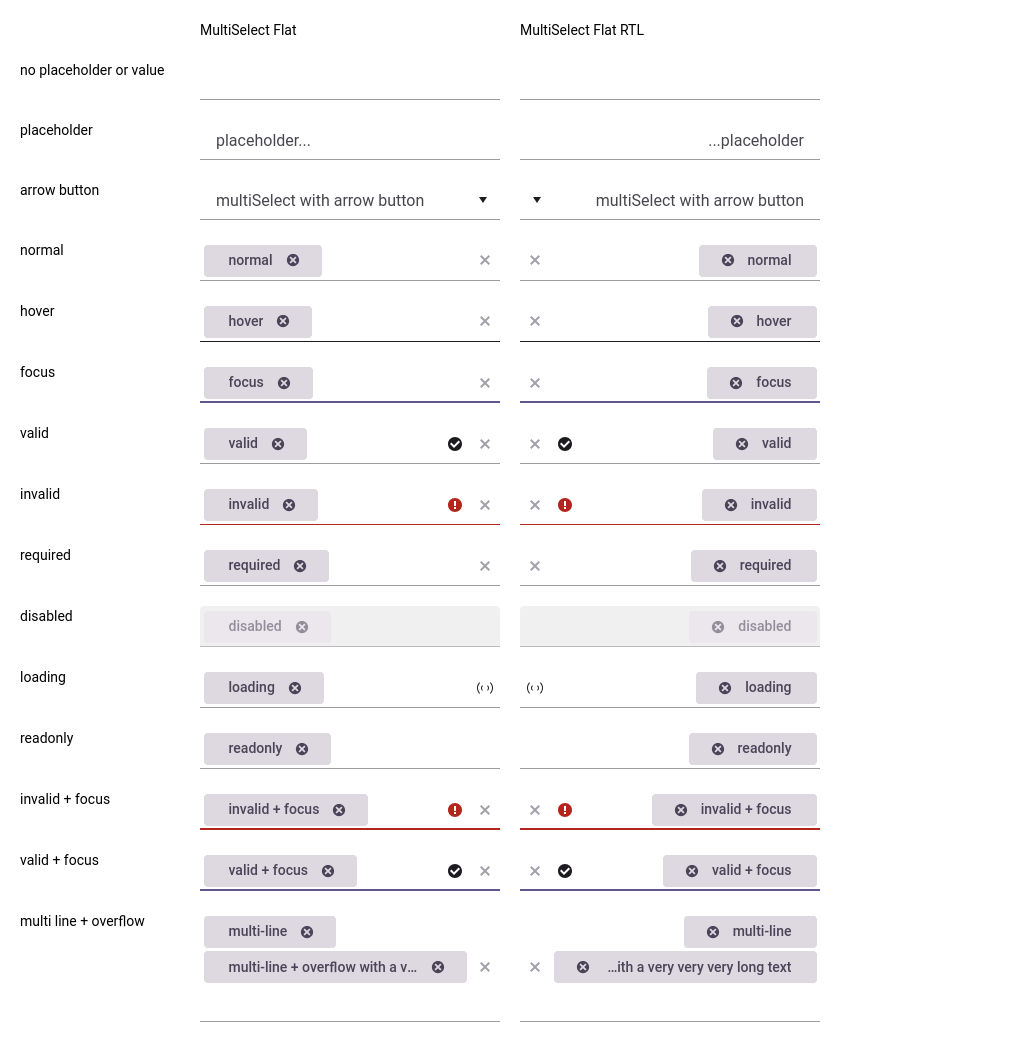 MultiSelect Flat MultiSelect Flat RTL
no placeholder or value
placeholder placeholder... ...placeholder
arrow button multiSelect with arrow button multiSelect with arrow button
normal normal normal
hover hover hover
focus focus focus
valid valid valid
invalid invalid invalid
required required required
disabled disabled disabled
loading loading loading
readonly readonly readonly
invalid + focus invalid + focus invalid + focus
valid + focus valid + focus valid + focus
multi line + overflow multi-line multi-line
multi-line + overflow with a v... ...ith a very very very long text